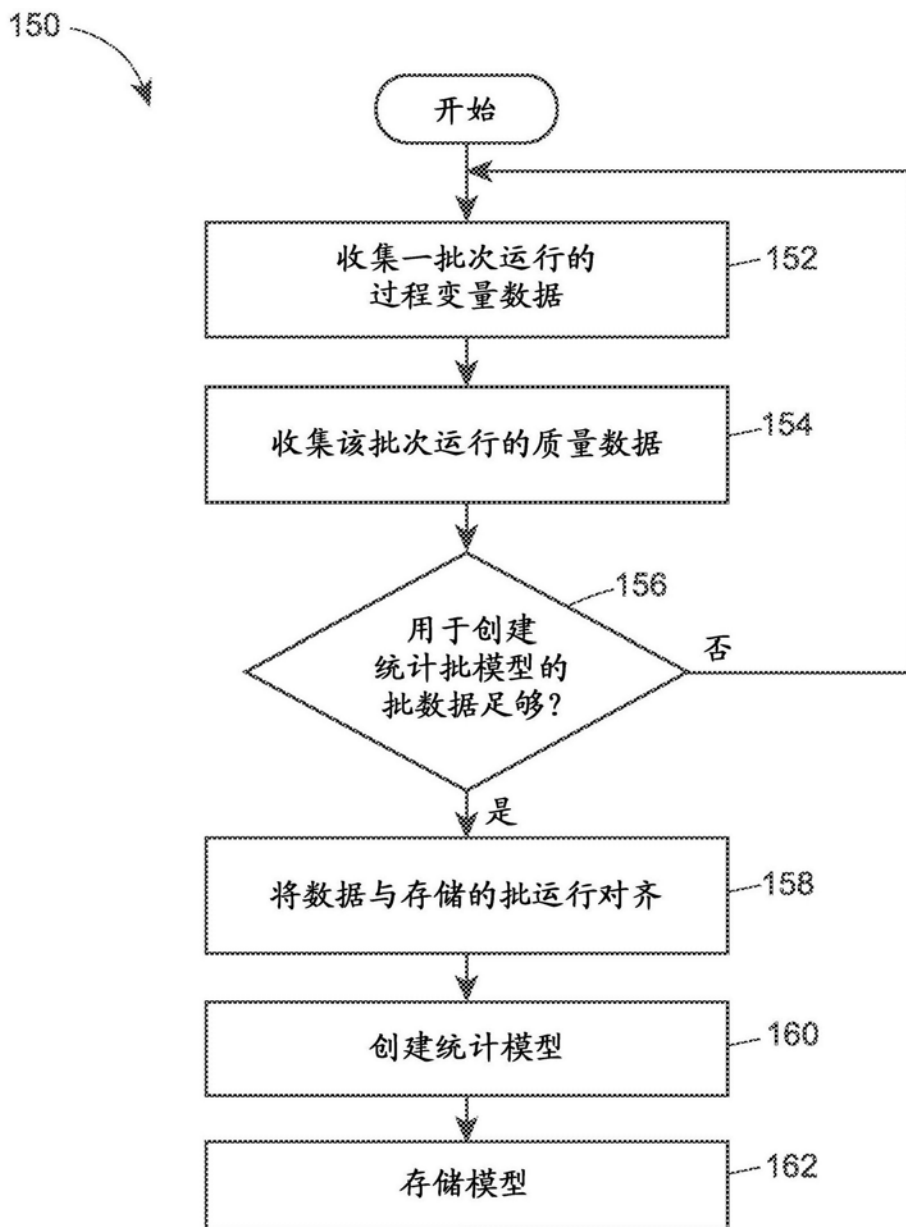 150
开始
收集一批次运行的
过程变量数据
152
收集该批次运行的质量数据
154
156
用于创建
统计批模型的
批数据足够?
否
是
将数据与存储的批运行对齐
158
创建统计模型
160
存储模型
162